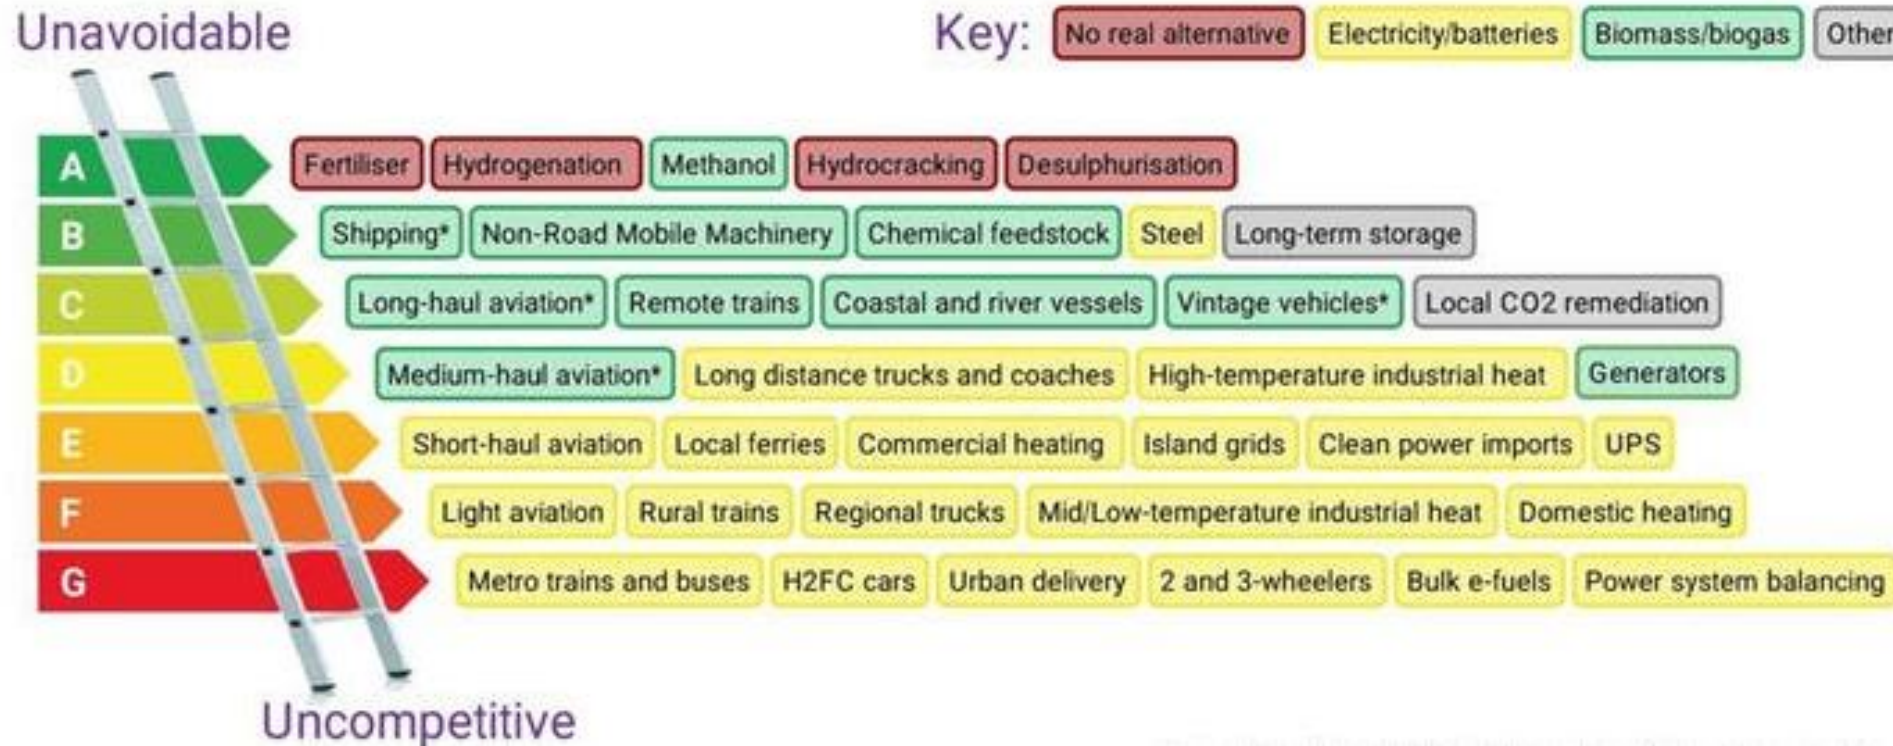 Unavoidable
Key: No real alternative Electricity/batteries Biomass/biogas Other
A Fertiliser Hydrogenation Methanol Hydrocracking Desulphurisation
B Shipping* Non-Road Mobile Machinery Chemical feedstock Steel Long-term storage
C Long-haul aviation* Remote trains Coastal and river vessels Vintage vehicles* Local CO2 remediation
D Medium-haul aviation* Long distance trucks and coaches High-temperature industrial heat Generators
E Short-haul aviation Local ferries Commercial heating Island grids Clean power imports UPS
F Light aviation Rural trains Regional trucks Mid/Low-temperature industrial heat Domestic heating
G Metro trains and buses H2FC cars Urban delivery 2 and 3-wheelers Bulk e-fuels Power system balancing
Uncompetitive